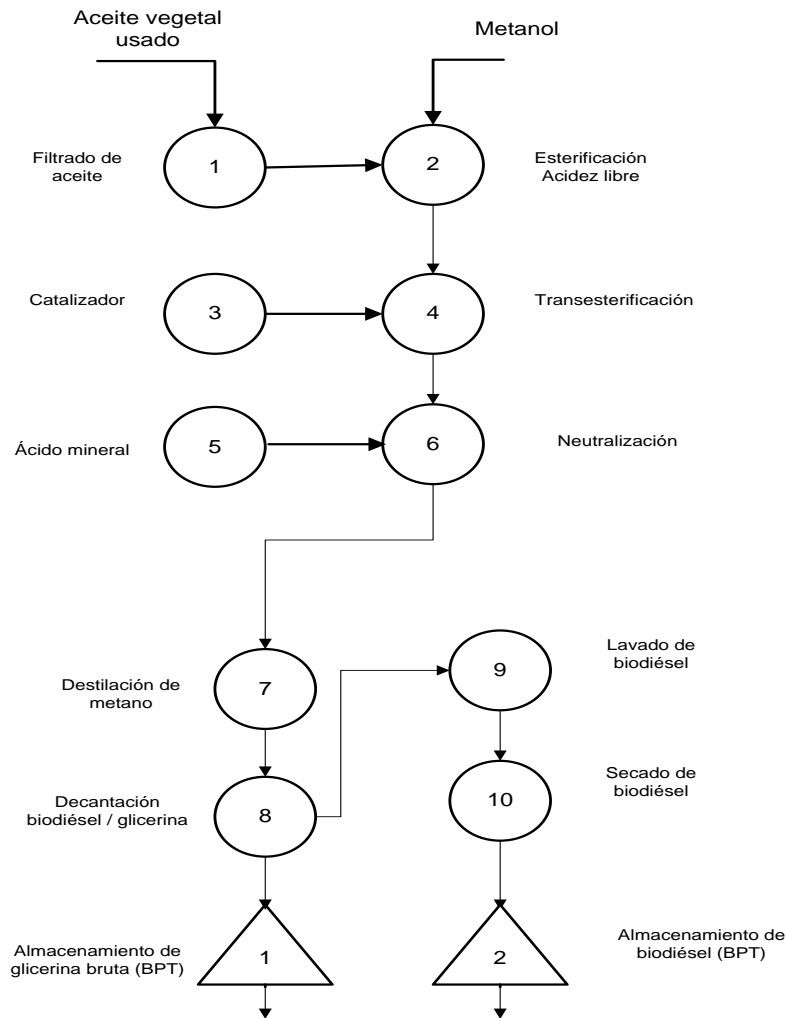 Aceite vegetal
usado
Metanol
Filtrado de
aceite
1
2
Esterificación
Acidez libre
Catalizador
3
4
Transesterificación
Ácido mineral
5
6
Neutralización
7
Destilación de
metano
9
Lavado de
biodiésel
8
Decantación
biodiésel / glicerina
10
Secado de
biodiésel
Almacenamiento de
glicerina bruta (BPT)
1
2
Almacenamiento de
biodiésel (BPT)